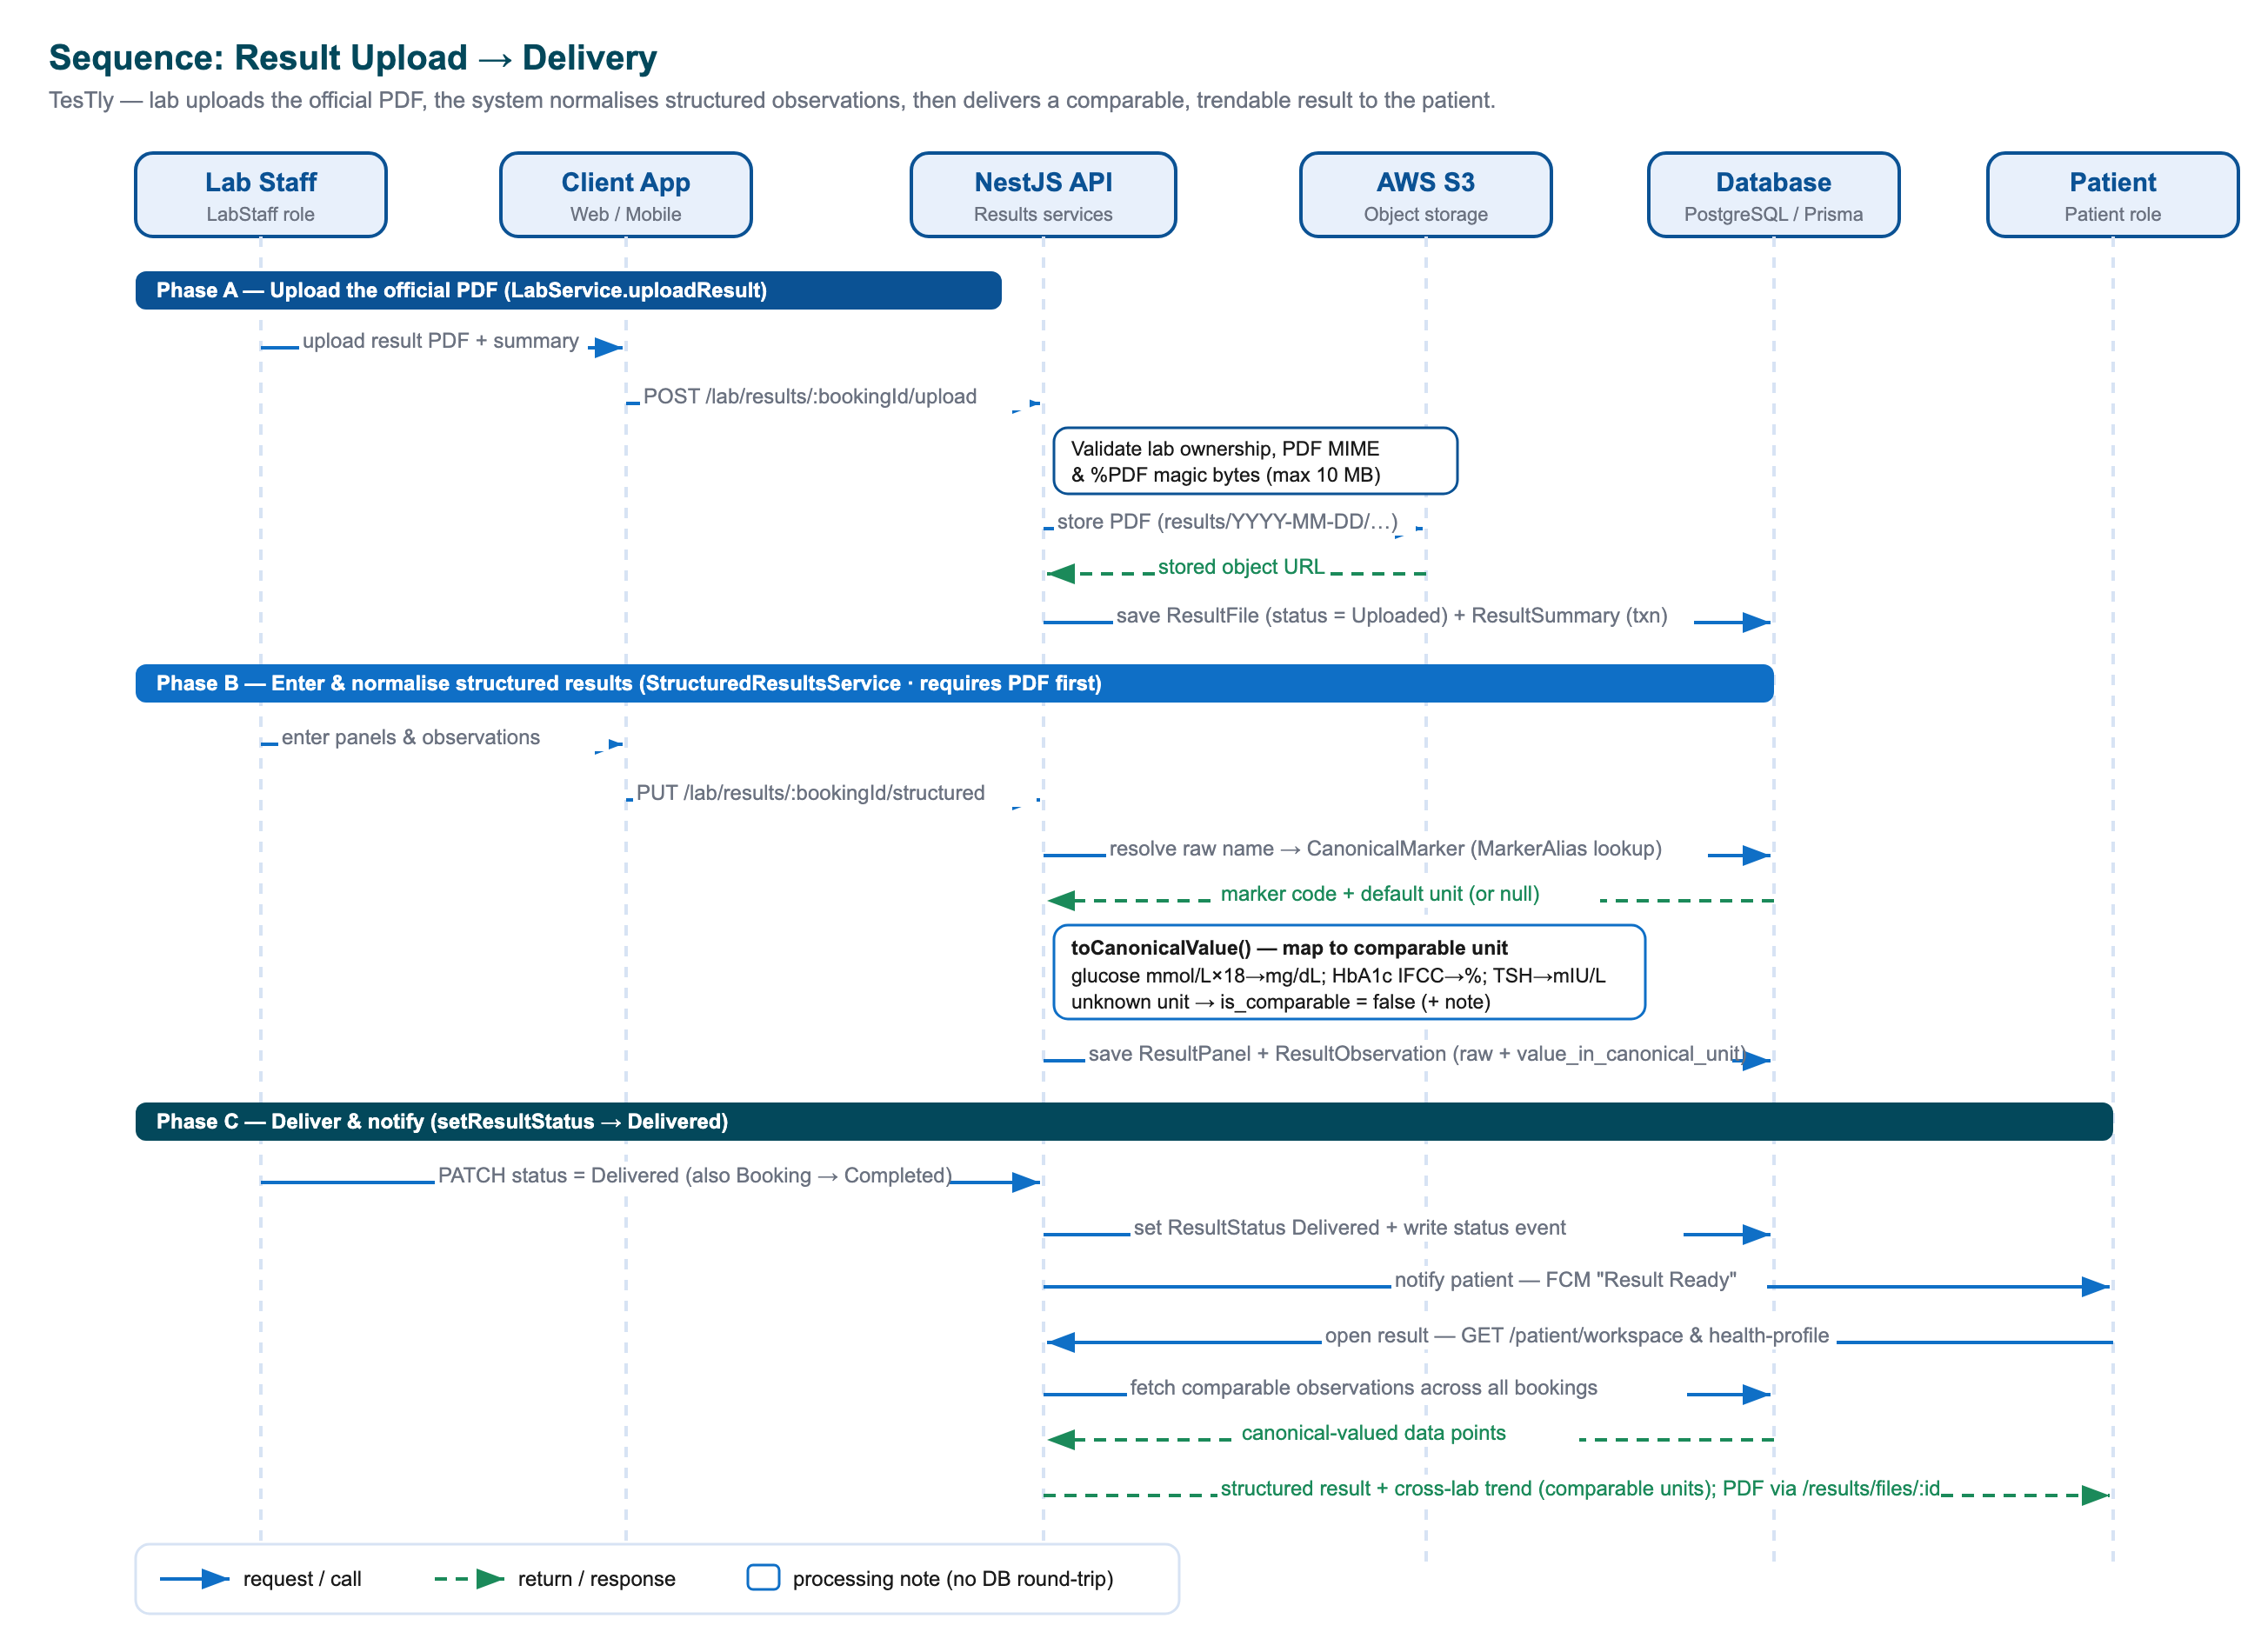 Sequence: Result Upload → Delivery
TesTly — lab uploads the official PDF, the system normalises structured observations, then delivers a comparable, trendable result to the patient.
Lab Staff
LabStaff role
Client App
Web / Mobile
NestJS API
Results services
AWS S3
Object storage
Database
PostgreSQL / Prisma
Patient
Patient role
Phase A — Upload the official PDF (LabService.uploadResult)
upload result PDF + summary
POST /lab/results/:bookingId/upload
Validate lab ownership, PDF MIME
& %PDF magic bytes (max 10 MB)
store PDF (results/YYYY-MM-DD/…)
stored object URL
save ResultFile (status = Uploaded) + ResultSummary (txn)
Phase B — Enter & normalise structured results (StructuredResultsService · requires PDF first)
enter panels & observations
PUT /lab/results/:bookingId/structured
resolve raw name → CanonicalMarker (MarkerAlias lookup)
marker code + default unit (or null)
toCanonicalValue() — map to comparable unit
glucose mmol/L×18→mg/dL; HbA1c IFCC→%; TSH→mIU/L
unknown unit → is_comparable = false (+ note)
save ResultPanel + ResultObservation (raw + value_in_canonical_unit)
Phase C — Deliver & notify (setResultStatus → Delivered)
PATCH status = Delivered (also Booking → Completed)
set ResultStatus Delivered + write status event
notify patient — FCM "Result Ready"
open result — GET /patient/workspace & health-profile
fetch comparable observations across all bookings
canonical-valued data points
structured result + cross-lab trend (comparable units); PDF via /results/files/:id
request / call
return / response
processing note (no DB round-trip)